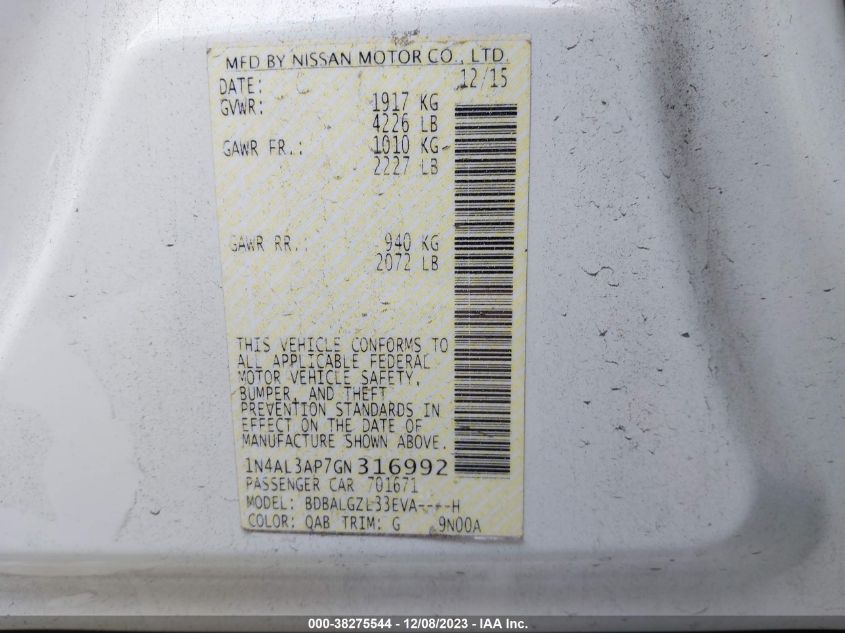 MFD BY NISSAN MOTOR CO., LTD.
DATE: 12/15
GVWR: 1917 KG
4226 LB
GAWR FR.: 1010 KG
2227 LB
GAWR RR.: 940 KG
2072 LB
THIS VEHICLE CONFORMS TO
ALL APPLICABLE FEDERAL
MOTOR VEHICLE SAFETY,
BUMPER, AND THEFT
PREVENTION STANDARDS IN
EFFECT ON THE DATE OF
MANUFACTURE SHOWN ABOVE.
1N4AL3AP7GN316992
PASSENGER CAR 701671
MODEL: BDBALGZL33EVA----H
COLOR: QAB TRIM: G 9N00A
000-38275544 - 12/08/2023 - IAA Inc.